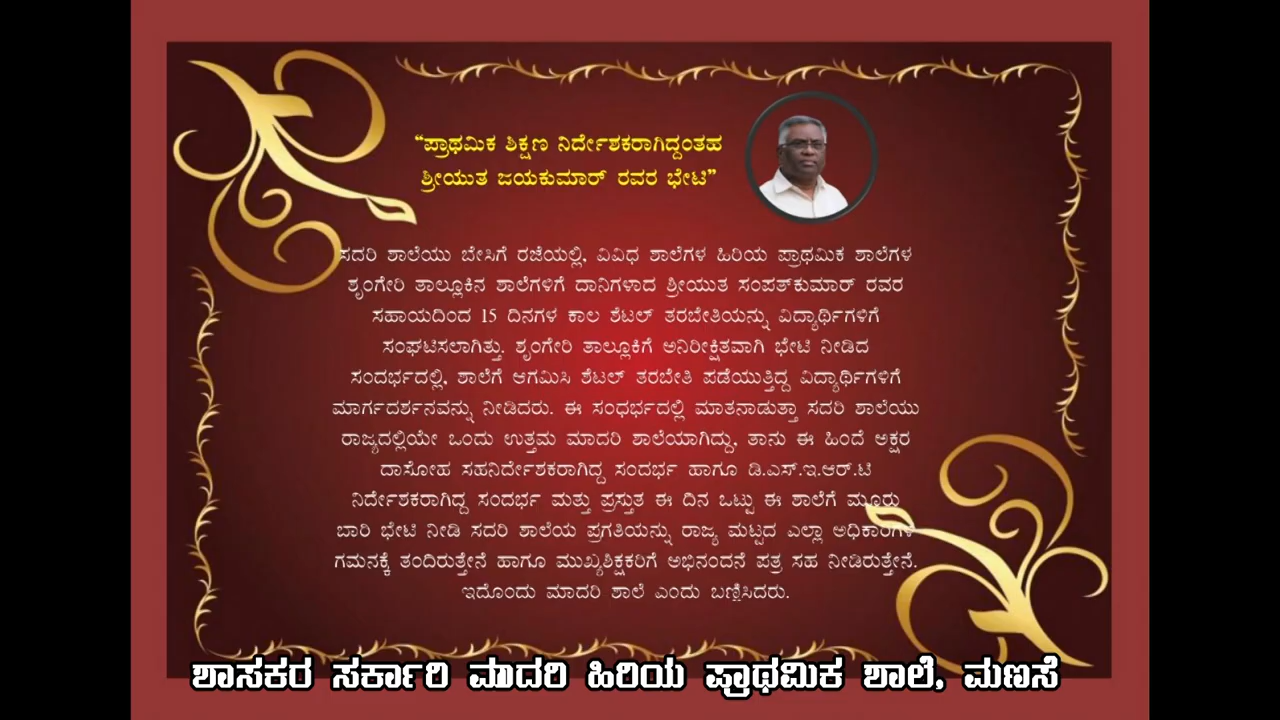 “ಪ್ರಾಥಮಿಕ ಶಿಕ್ಷಣ ನಿರ್ದೇಶಕರಾಗಿದ್ದಂತಹ
ಶ್ರೀಯುತ ಜಯಕುಮಾರ್ ರವರ ಭೇಟಿ”
ಸದರಿ ಶಾಲೆಯು ಬೇಸಿಗೆ ರಜೆಯಲ್ಲಿ, ವಿವಿಧ ಶಾಲೆಗಳ ಹಿರಿಯ ಪ್ರಾಥಮಿಕ ಶಾಲೆಗಳ
ಶೃಂಗೇರಿ ತಾಲ್ಲೂಕಿನ ಶಾಲೆಗಳಿಗೆ ದಾನಿಗಳಾದ ಶ್ರೀಯುತ ಸಂಪತ್‌ಕುಮಾರ್ ರವರ
ಸಹಾಯದಿಂದ 15 ದಿನಗಳ ಕಾಲ ಶೆಟಲ್ ತರಬೇತಿಯನ್ನು ವಿದ್ಯಾರ್ಥಿಗಳಿಗೆ
ಸಂಘಟಿಸಲಾಗಿತ್ತು. ಶೃಂಗೇರಿ ತಾಲ್ಲೂಕಿಗೆ ಅನಿರೀಕ್ಷಿತವಾಗಿ ಭೇಟಿ ನೀಡಿದ
ಸಂದರ್ಭದಲ್ಲಿ, ಶಾಲೆಗೆ ಆಗಮಿಸಿ ಶೆಟಲ್ ತರಬೇತಿ ಪಡೆಯುತ್ತಿದ್ದ ವಿದ್ಯಾರ್ಥಿಗಳಿಗೆ
ಮಾರ್ಗದರ್ಶನವನ್ನು ನೀಡಿದರು. ಈ ಸಂಧರ್ಭದಲ್ಲಿ ಮಾತನಾಡುತ್ತಾ ಸದರಿ ಶಾಲೆಯು
ರಾಜ್ಯದಲ್ಲಿಯೇ ಒಂದು ಉತ್ತಮ ಮಾದರಿ ಶಾಲೆಯಾಗಿದ್ದು, ತಾನು ಈ ಹಿಂದೆ ಅಕ್ಷರ
ದಾಸೋಹ ಸಹನಿರ್ದೇಶಕರಾಗಿದ್ದ ಸಂದರ್ಭ ಹಾಗೂ ಡಿ.ಎಸ್.ಇ.ಆರ್.ಟಿ
ನಿರ್ದೇಶಕರಾಗಿದ್ದ ಸಂದರ್ಭ ಮತ್ತು ಪ್ರಸ್ತುತ ಈ ದಿನ ಒಟ್ಟು ಈ ಶಾಲೆಗೆ ಮೂರು
ಬಾರಿ ಭೇಟಿ ನೀಡಿ ಸದರಿ ಶಾಲೆಯ ಪ್ರಗತಿಯನ್ನು ರಾಜ್ಯ ಮಟ್ಟದ ಎಲ್ಲಾ ಅಧಿಕಾರಿಗಳ
ಗಮನಕ್ಕೆ ತಂದಿರುತ್ತೇನೆ ಹಾಗೂ ಮುಖ್ಯಶಿಕ್ಷಕರಿಗೆ ಅಭಿನಂದನೆ ಪತ್ರ ಸಹ ನೀಡಿರುತ್ತೇನೆ.
ಇದೊಂದು ಮಾದರಿ ಶಾಲೆ ಎಂದು ಬಣ್ಣಿಸಿದರು.
ಶಾಸಕರ ಸರ್ಕಾರಿ ಮಾದರಿ ಹಿರಿಯ ಪ್ರಾಥಮಿಕ ಶಾಲೆ, ಮಣಸೆ